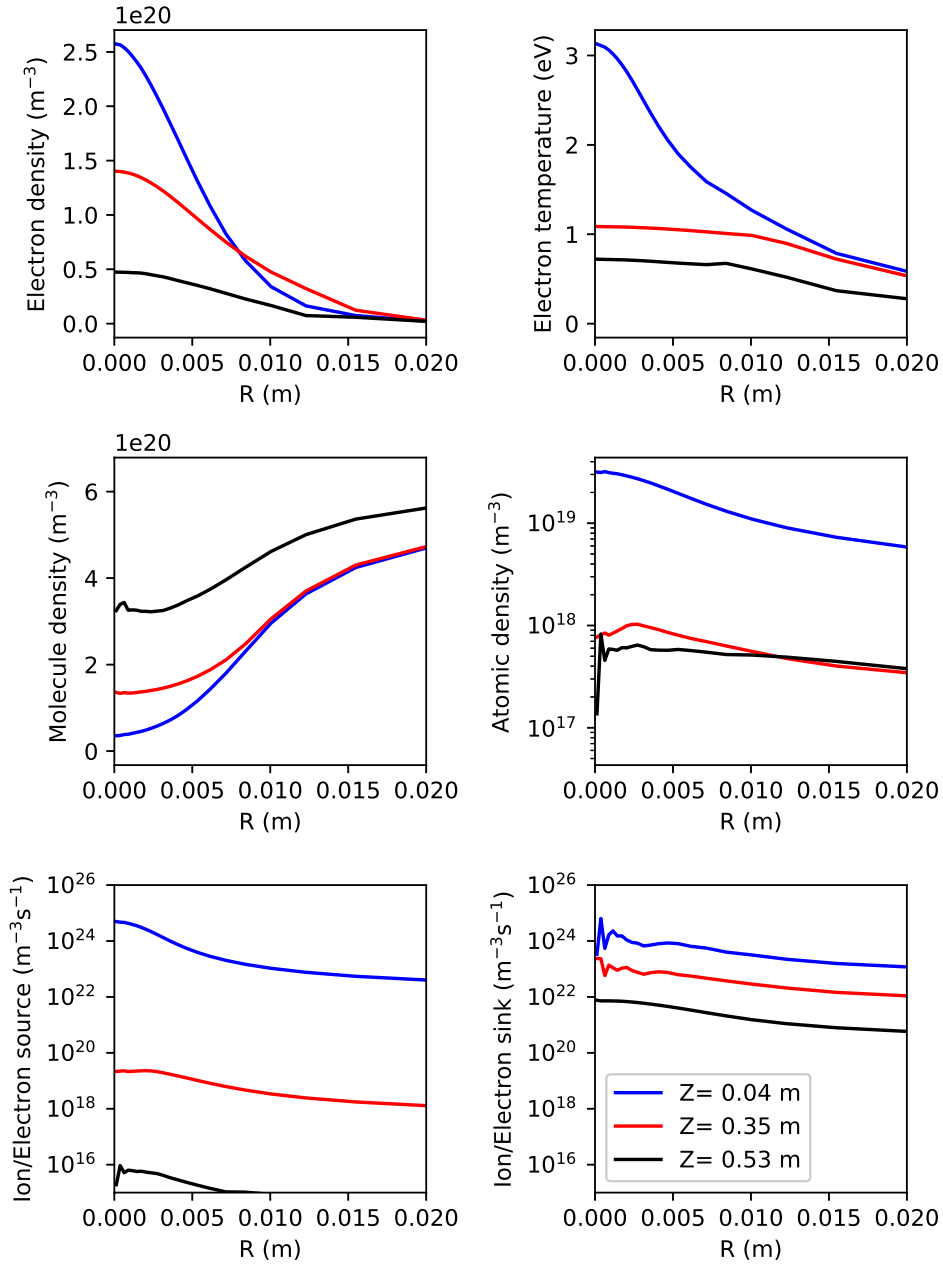 1e20
Electron density (m⁻³)
2.5
2.0
1.5
1.0
0.5
0.0
0.000 0.005 0.010 0.015 0.020
R (m)
Electron temperature (eV)
3
2
1
0
0.000 0.005 0.010 0.015 0.020
R (m)
1e20
Molecule density (m⁻³)
6
4
2
0
0.000 0.005 0.010 0.015 0.020
R (m)
Atomic density (m⁻³)
10¹⁹
10¹⁸
10¹⁷
0.000 0.005 0.010 0.015 0.020
R (m)
Ion/Electron source (m⁻³s⁻¹)
10²⁶
10²⁴
10²²
10²⁰
10¹⁸
10¹⁶
0.000 0.005 0.010 0.015 0.020
R (m)
Ion/Electron sink (m⁻³s⁻¹)
10²⁶
10²⁴
10²²
10²⁰
10¹⁸
10¹⁶
Z= 0.04 m
Z= 0.35 m
Z= 0.53 m
0.000 0.005 0.010 0.015 0.020
R (m)